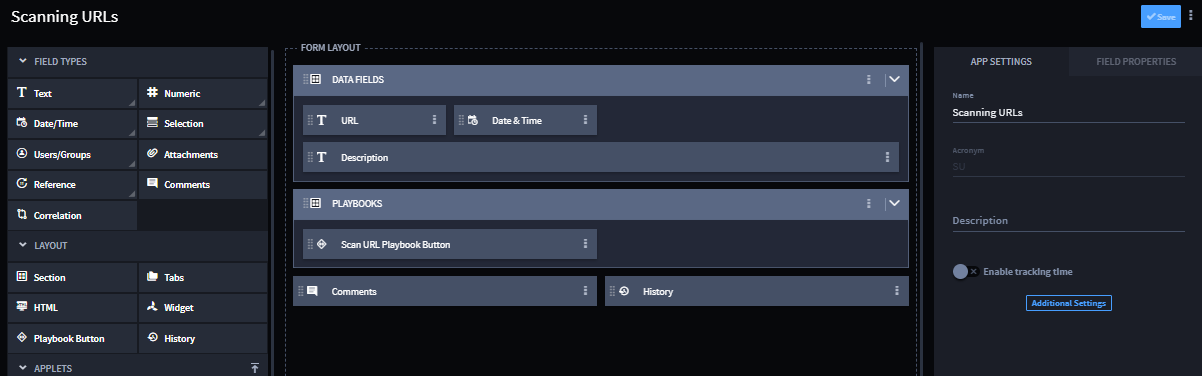 Scanning URLs
Save
FIELD TYPES
Text
Numeric
Date/Time
Selection
Users/Groups
Attachments
Reference
Comments
Correlation
LAYOUT
Section
Tabs
HTML
Widget
Playbook Button
History
APPLETS
FORM LAYOUT
DATA FIELDS
URL
Date & Time
Description
PLAYBOOKS
Scan URL Playbook Button
Comments
History
APP SETTINGS
FIELD PROPERTIES
Name
Scanning URLs
Acronym
SU
Description
Enable tracking time
Additional Settings